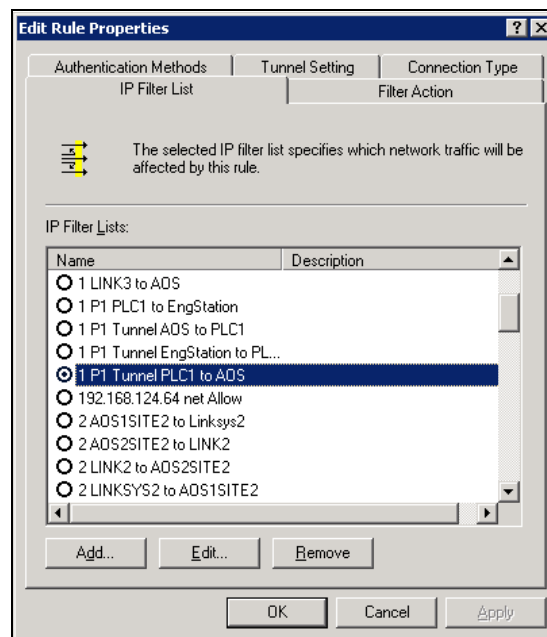 Edit Rule Properties
Authentication Methods
Tunnel Setting
Connection Type
IP Filter List
Filter Action
The selected IP filter list specifies which network traffic will be
affected by this rule.
IP Filter Lists:
Name
Description
1 LINK3 to AOS
1 P1 PLC1 to EngStation
1 P1 Tunnel AOS to PLC1
1 P1 Tunnel EngStation to PL...
1 P1 Tunnel PLC1 to AOS
192.168.124.64 net Allow
2 AOS1SITE2 to Linksys2
2 AOS2SITE2 to LINK2
2 LINK2 to AOS2SITE2
2 LINKSYS2 to AOS1SITE2
Add...
Edit...
Remove
OK
Cancel
Apply